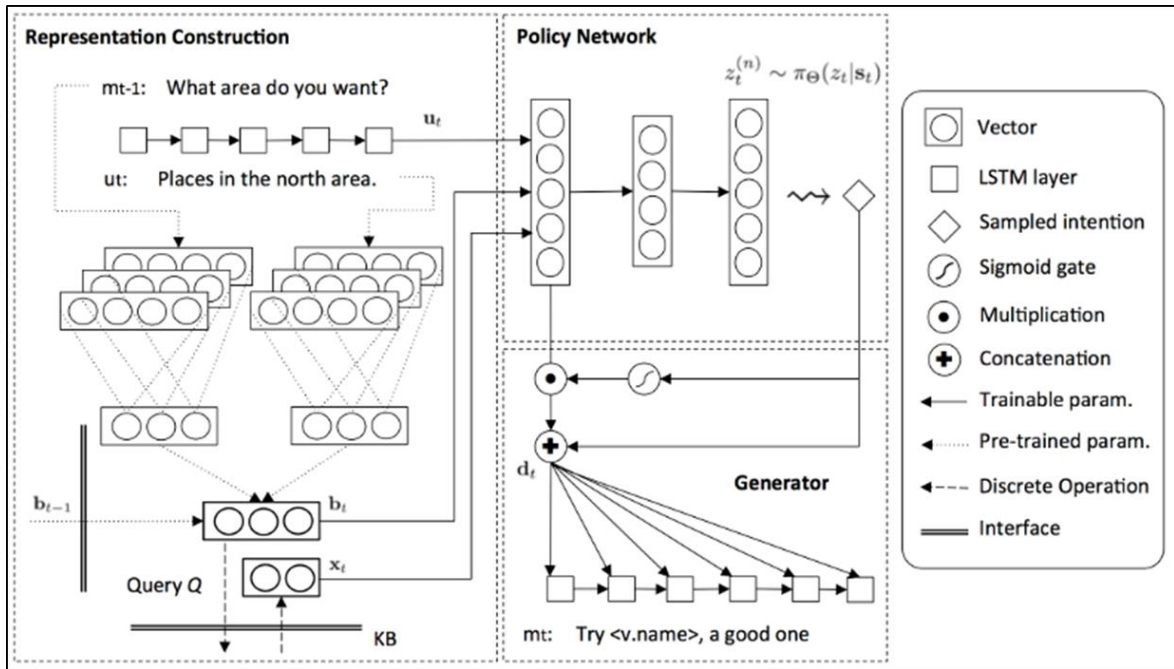 Representation Construction
mt-1: What area do you want?
ut
ut: Places in the north area.
bt−1
bt
xt
Query Q
KB
Policy Network
zt(n) ∼ πΘ(zt|st)
dt
Generator
mt: Try <v.name>, a good one
Vector
LSTM layer
Sampled intention
Sigmoid gate
Multiplication
Concatenation
Trainable param.
Pre-trained param.
Discrete Operation
Interface